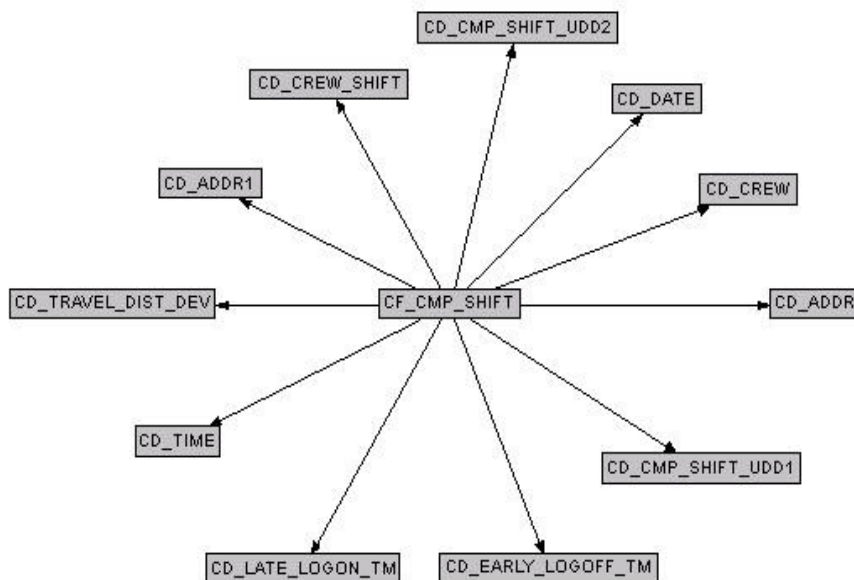 CD_CMP_SHIFT_UDD2
CD_CREW_SHIFT
CD_DATE
CD_ADDR1
CD_CREW
CD_TRAVEL_DIST_DEV
CF_CMP_SHIFT
CD_ADDR
CD_TIME
CD_CMP_SHIFT_UDD1
CD_LATE_LOGON_TM
CD_EARLY_LOGOFF_TM